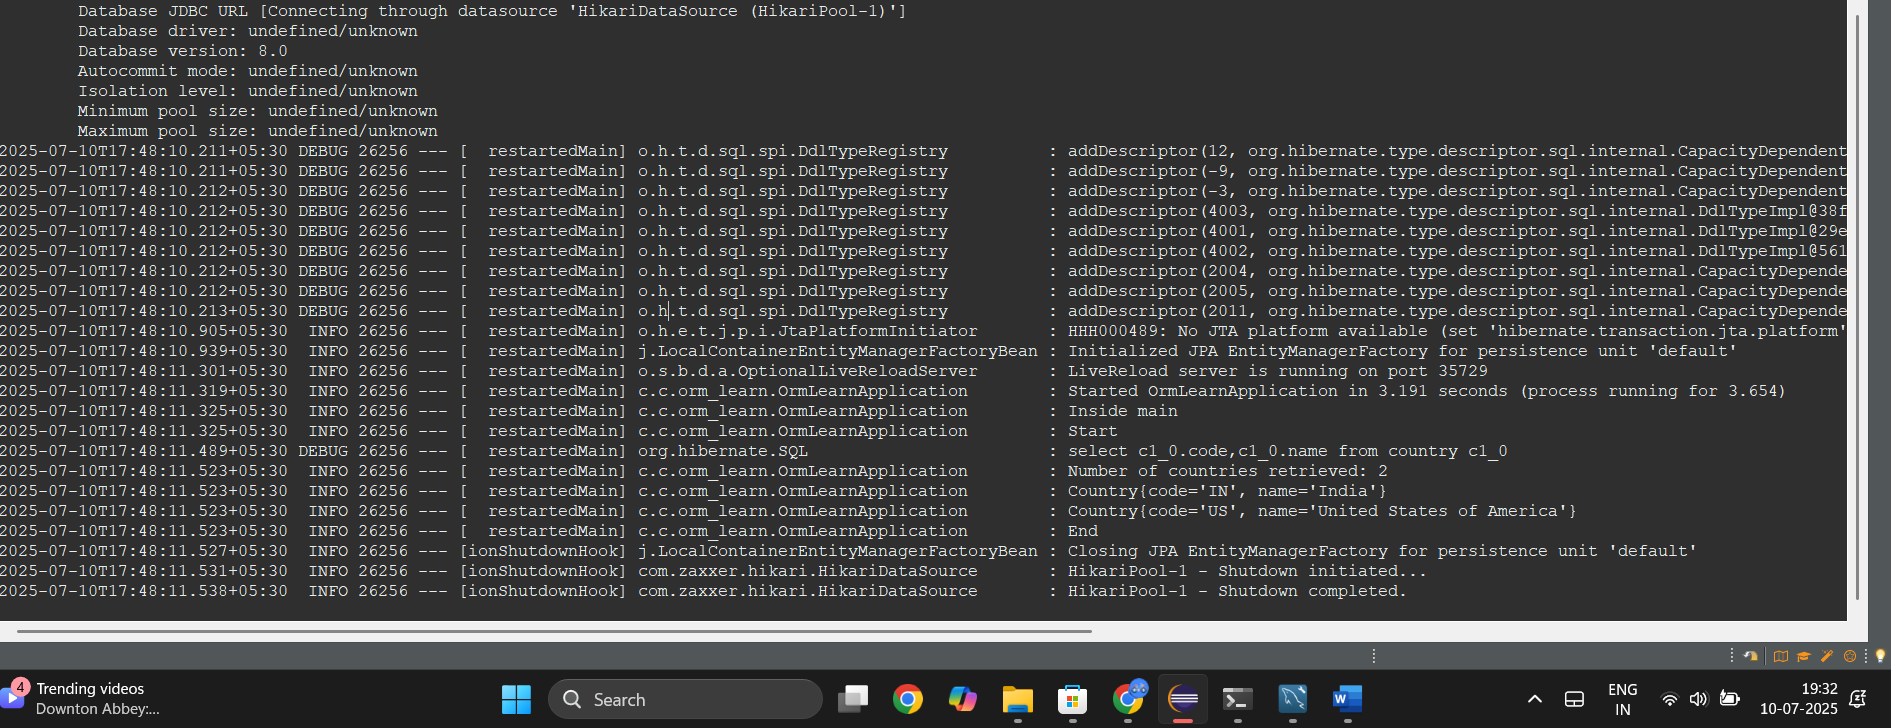 Database JDBC URL [Connecting through datasource 'HikariDataSource (HikariPool-1)']
Database driver: undefined/unknown
Database version: 8.0
Autocommit mode: undefined/unknown
Isolation level: undefined/unknown
Minimum pool size: undefined/unknown
Maximum pool size: undefined/unknown
2025-07-10T17:48:10.211+05:30 DEBUG 26256 --- [  restartedMain] o.h.t.d.sql.spi.DdlTypeRegistry          : addDescriptor(12, org.hibernate.type.descriptor.sql.internal.CapacityDependent
2025-07-10T17:48:10.211+05:30 DEBUG 26256 --- [  restartedMain] o.h.t.d.sql.spi.DdlTypeRegistry          : addDescriptor(-9, org.hibernate.type.descriptor.sql.internal.CapacityDependent
2025-07-10T17:48:10.212+05:30 DEBUG 26256 --- [  restartedMain] o.h.t.d.sql.spi.DdlTypeRegistry          : addDescriptor(-3, org.hibernate.type.descriptor.sql.internal.CapacityDependent
2025-07-10T17:48:10.212+05:30 DEBUG 26256 --- [  restartedMain] o.h.t.d.sql.spi.DdlTypeRegistry          : addDescriptor(4003, org.hibernate.type.descriptor.sql.internal.DdlTypeImpl@38f
2025-07-10T17:48:10.212+05:30 DEBUG 26256 --- [  restartedMain] o.h.t.d.sql.spi.DdlTypeRegistry          : addDescriptor(4001, org.hibernate.type.descriptor.sql.internal.DdlTypeImpl@29e
2025-07-10T17:48:10.212+05:30 DEBUG 26256 --- [  restartedMain] o.h.t.d.sql.spi.DdlTypeRegistry          : addDescriptor(4002, org.hibernate.type.descriptor.sql.internal.DdlTypeImpl@561
2025-07-10T17:48:10.212+05:30 DEBUG 26256 --- [  restartedMain] o.h.t.d.sql.spi.DdlTypeRegistry          : addDescriptor(2004, org.hibernate.type.descriptor.sql.internal.CapacityDepende
2025-07-10T17:48:10.212+05:30 DEBUG 26256 --- [  restartedMain] o.h.t.d.sql.spi.DdlTypeRegistry          : addDescriptor(2005, org.hibernate.type.descriptor.sql.internal.CapacityDepende
2025-07-10T17:48:10.213+05:30 DEBUG 26256 --- [  restartedMain] o.h.t.d.sql.spi.DdlTypeRegistry          : addDescriptor(2011, org.hibernate.type.descriptor.sql.internal.CapacityDepende
2025-07-10T17:48:10.905+05:30  INFO 26256 --- [  restartedMain] o.h.e.t.j.p.i.JtaPlatformInitiator       : HHH000489: No JTA platform available (set 'hibernate.transaction.jta.platform'
2025-07-10T17:48:10.939+05:30  INFO 26256 --- [  restartedMain] j.LocalContainerEntityManagerFactoryBean : Initialized JPA EntityManagerFactory for persistence unit 'default'
2025-07-10T17:48:11.301+05:30  INFO 26256 --- [  restartedMain] o.s.b.d.a.OptionalLiveReloadServer       : LiveReload server is running on port 35729
2025-07-10T17:48:11.319+05:30  INFO 26256 --- [  restartedMain] c.c.orm_learn.OrmLearnApplication        : Started OrmLearnApplication in 3.191 seconds (process running for 3.654)
2025-07-10T17:48:11.325+05:30  INFO 26256 --- [  restartedMain] c.c.orm_learn.OrmLearnApplication        : Inside main
2025-07-10T17:48:11.325+05:30  INFO 26256 --- [  restartedMain] c.c.orm_learn.OrmLearnApplication        : Start
2025-07-10T17:48:11.489+05:30 DEBUG 26256 --- [  restartedMain] org.hibernate.SQL                        : select c1_0.code,c1_0.name from country c1_0
2025-07-10T17:48:11.523+05:30  INFO 26256 --- [  restartedMain] c.c.orm_learn.OrmLearnApplication        : Number of countries retrieved: 2
2025-07-10T17:48:11.523+05:30  INFO 26256 --- [  restartedMain] c.c.orm_learn.OrmLearnApplication        : Country{code='IN', name='India'}
2025-07-10T17:48:11.523+05:30  INFO 26256 --- [  restartedMain] c.c.orm_learn.OrmLearnApplication        : Country{code='US', name='United States of America'}
2025-07-10T17:48:11.523+05:30  INFO 26256 --- [  restartedMain] c.c.orm_learn.OrmLearnApplication        : End
2025-07-10T17:48:11.527+05:30  INFO 26256 --- [ionShutdownHook] j.LocalContainerEntityManagerFactoryBean : Closing JPA EntityManagerFactory for persistence unit 'default'
2025-07-10T17:48:11.531+05:30  INFO 26256 --- [ionShutdownHook] com.zaxxer.hikari.HikariDataSource       : HikariPool-1 - Shutdown initiated...
2025-07-10T17:48:11.538+05:30  INFO 26256 --- [ionShutdownHook] com.zaxxer.hikari.HikariDataSource       : HikariPool-1 - Shutdown completed.
4
Trending videos
Downton Abbey:...
Search
ENG
IN
19:32
10-07-2025